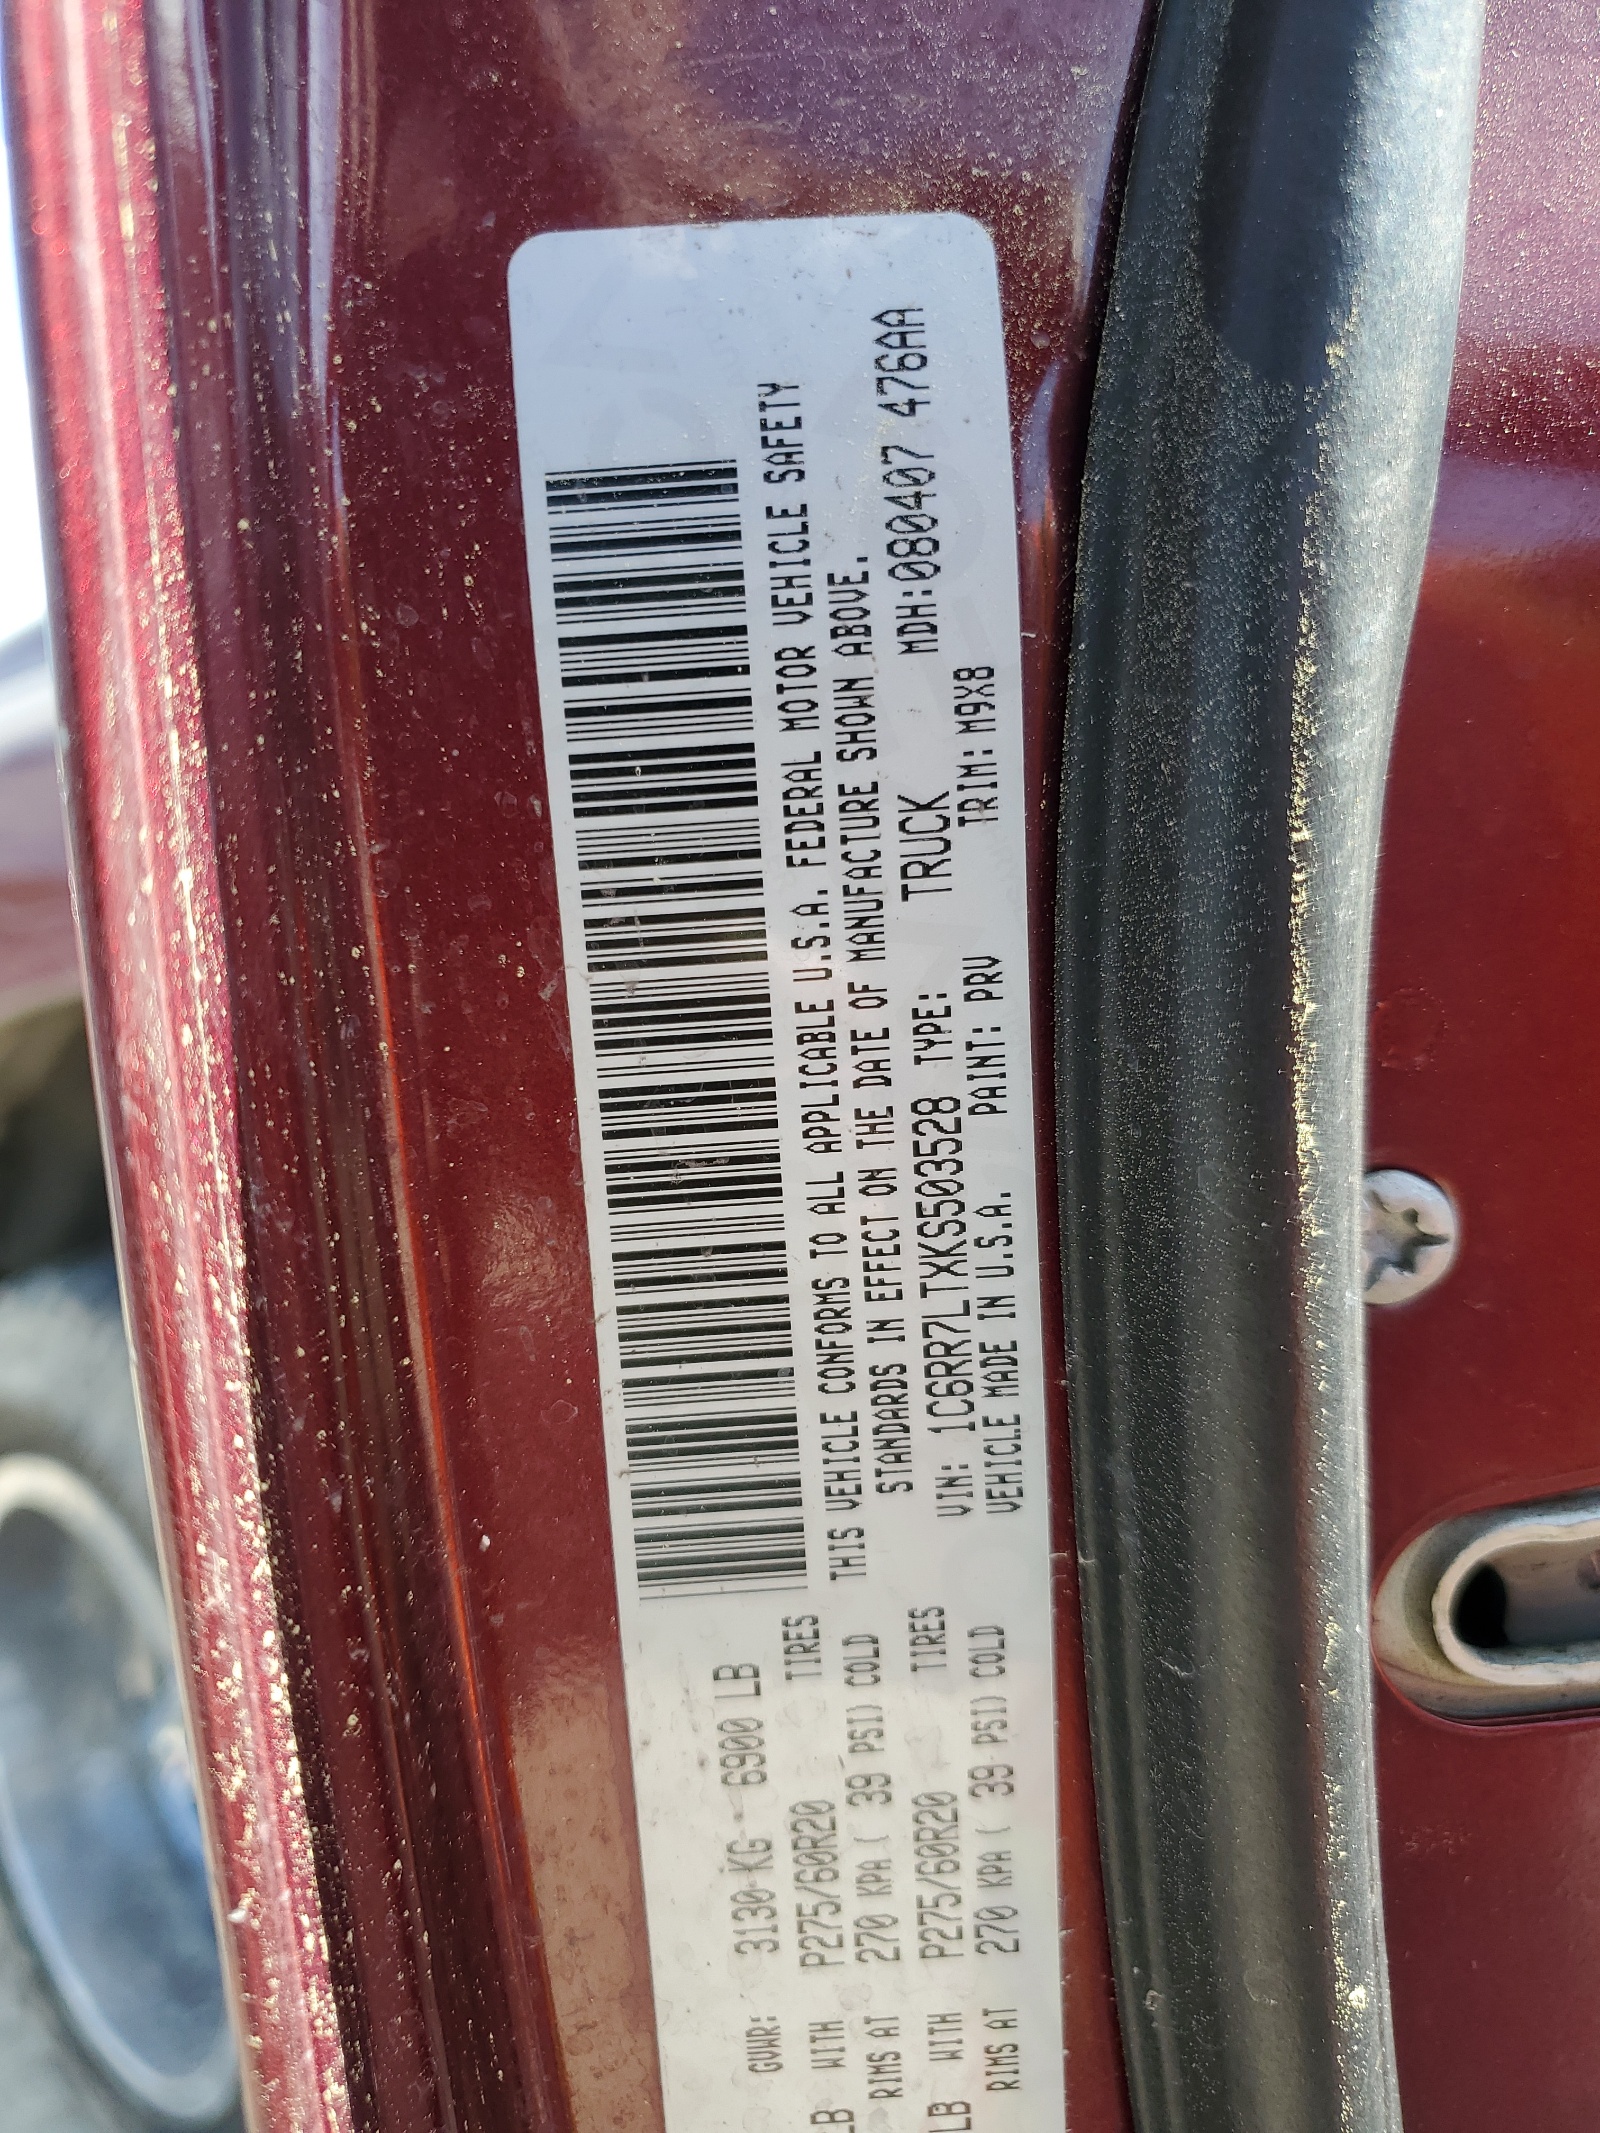 GVWR: 3130 KG 6900 LB
LB WITH P275/60R20 TIRES
RIMS AT 270 KPA ( 39 PSI) COLD
LB WITH P275/60R20 TIRES
RIMS AT 270 KPA ( 39 PSI) COLD
THIS VEHICLE CONFORMS TO ALL APPLICABLE U.S.A. FEDERAL MOTOR VEHICLE SAFETY
STANDARDS IN EFFECT ON THE DATE OF MANUFACTURE SHOWN ABOVE.
VIN: 1C6RR7LTXKS503528 TYPE: TRUCK MDH:080407 476AA
VEHICLE MADE IN U.S.A. PAINT: PRV TRIM: M9X8